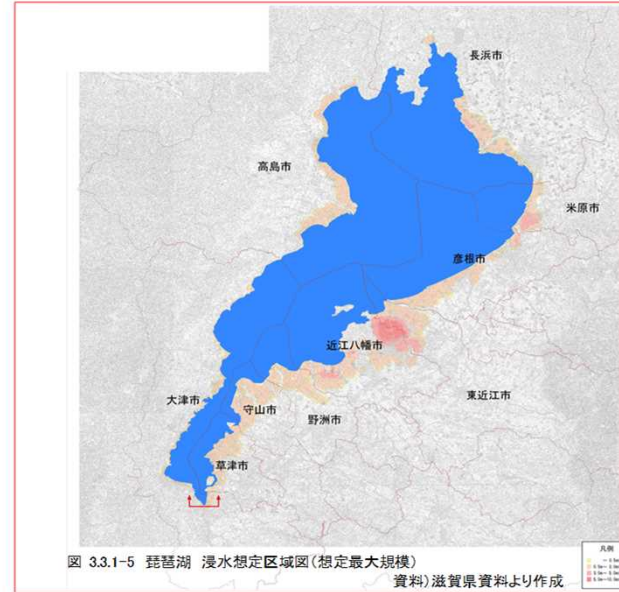 長浜市
高島市
米原市
彦根市
近江八幡市
東近江市
大津市
守山市
野洲市
草津市
図 3.3.1-5 琵琶湖 浸水想定区域図(想定最大規模)
凡例
資料)滋賀県資料より作成